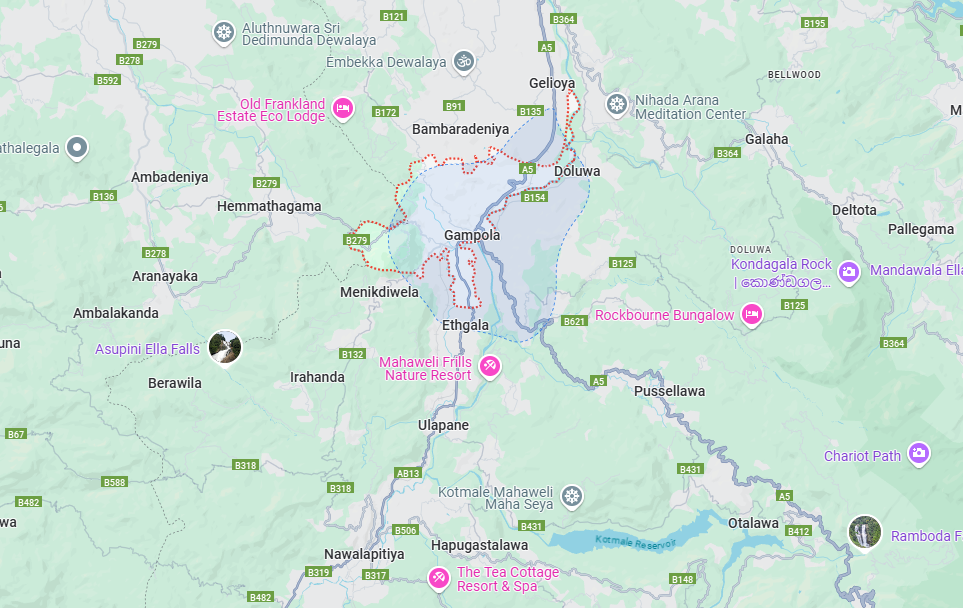 B121
B364
B195
Aluthnuwara Sri
Dedimunda Dewalaya
B279
A5
B278
Embekka Dewalaya
BELLWOOD
B592
Gelioya
Old Frankland
Estate Eco Lodge
B172
B91
B135
Nihada Arana
Meditation Center
Bambaradeniya
Galaha
athalegala
B364
A5
Doluwa
Ambadeniya
B279
B136
B154
Hemmathagama
Deltota
Gampola
B279
Pallegama
B278
DOLUWA
B125
Kondagala Rock
| කොණ්ඩගල...
Mandawala Ella
Aranayaka
Menikdiwela
B125
Ambalakanda
Rockbourne Bungalow
B621
Ethgala
una
Asupini Ella Falls
B132
B364
Mahaweli Frills
Nature Resort
Irahanda
A5
Berawila
Pussellawa
Ulapane
B67
Chariot Path
B318
AB13
B431
B588
B318
Kotmale Mahaweli
Maha Seya
A5
B482
wa
B506
B431
Otalawa
B412
Ramboda F
Kotmale Reservoir
Nawalapitiya
Hapugastalawa
B319
B317
The Tea Cottage
Resort & Spa
B148
B482